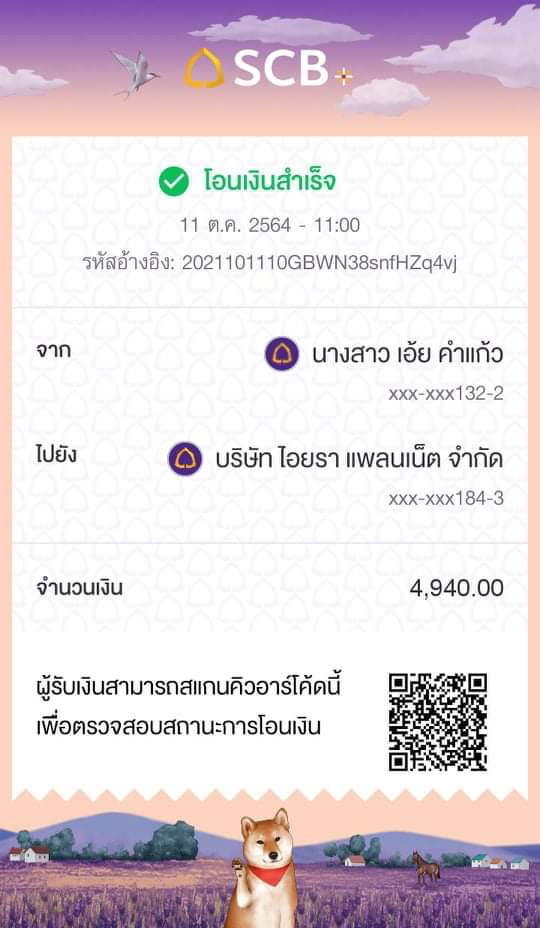 SCB
โอนเงินสำเร็จ
11 ต.ค. 2564 - 11:00
รหัสอ้างอิง: 2021101110GBWN38snfHZq4vj
จาก
นางสาว เอ้ย คำแก้ว
xxx-xxx132-2
ไปยัง
บริษัท ไอยรา แพลนเน็ต จำกัด
xxx-xxx184-3
จำนวนเงิน 4,940.00
ผู้รับเงินสามารถสแกนคิวอาร์โค้ดนี้
เพื่อตรวจสอบสถานะการโอนเงิน